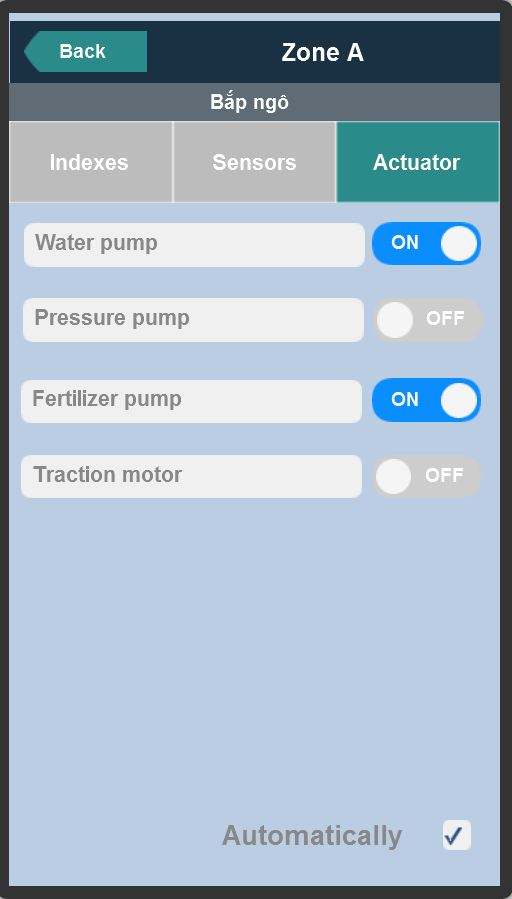 Back
Zone A
Bắp ngô
Indexes
Sensors
Actuator
Water pump
ON
Pressure pump
OFF
Fertilizer pump
ON
Traction motor
OFF
Automatically